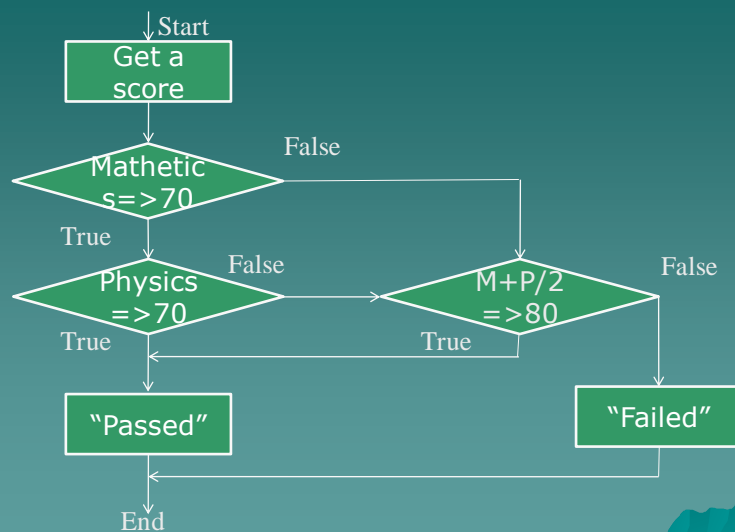 Start
Get a
score
False
Mathetic
s=>70
True
False
False
Physics
=>70
M+P/2
=>80
True
True
“Passed”
“Failed”
End